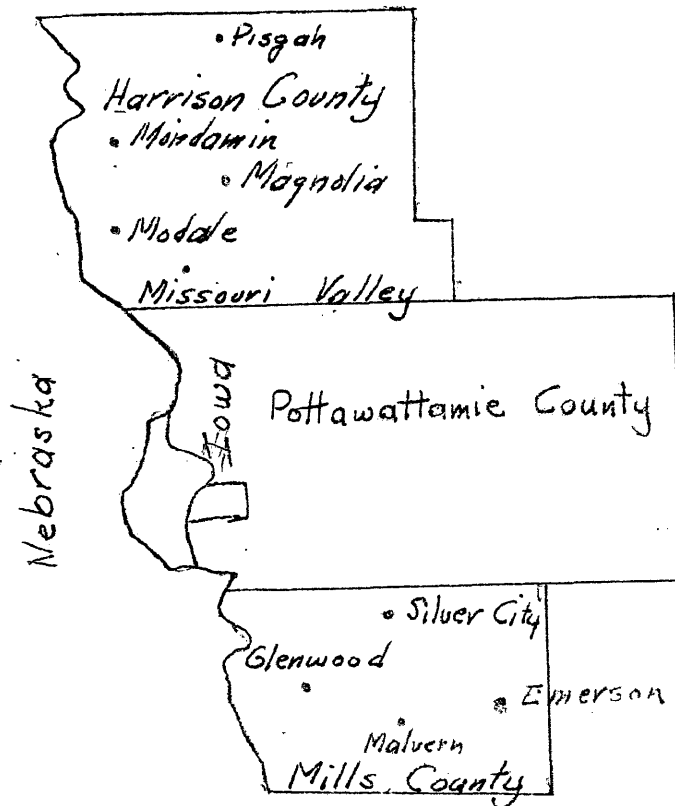 Pisgah
Harrison County
Mondamin
Magnolia
Modale
Missouri Valley
Nebraska
Iowa
Pottawattamie County
Silver City
Glenwood
Emerson
Malvern
Mills County